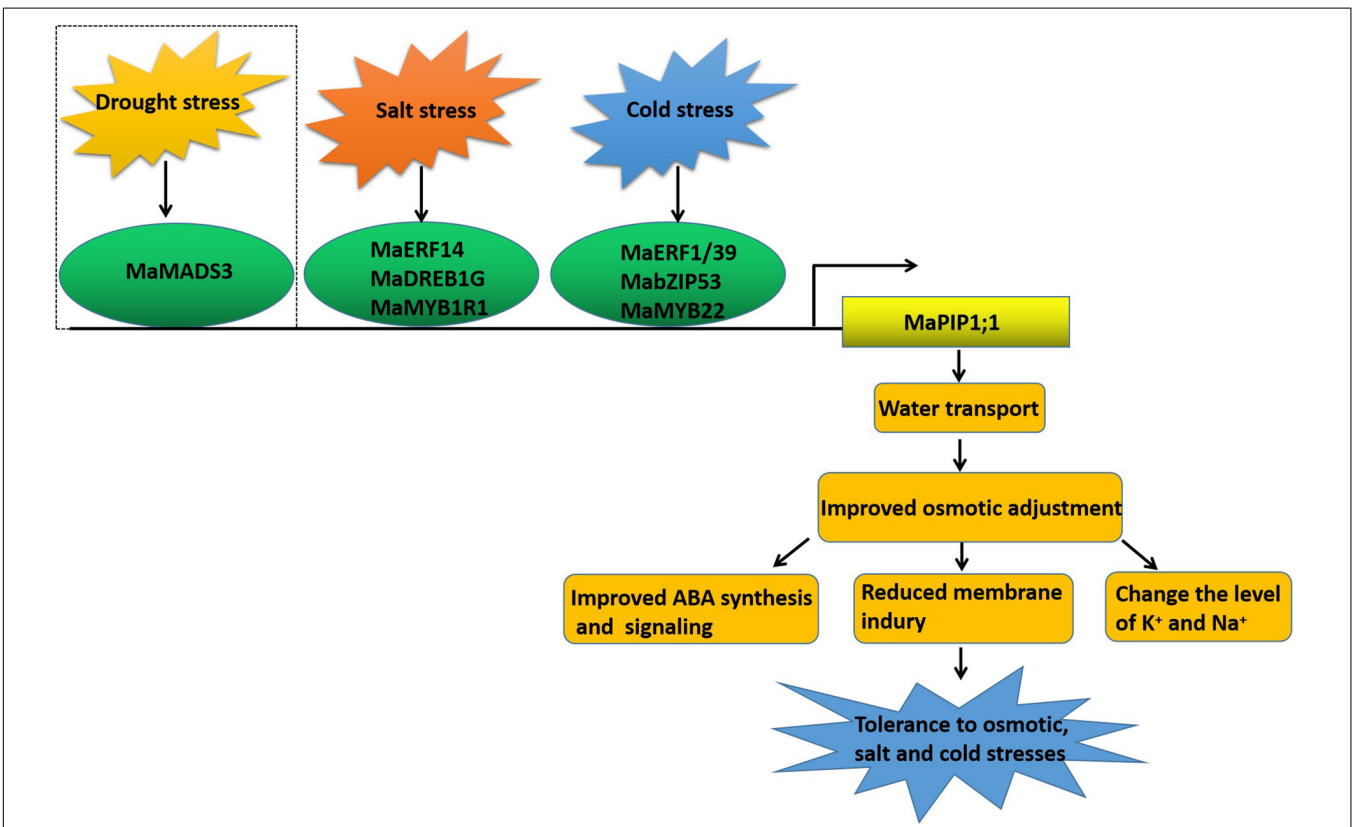 Drought stress
Salt stress
Cold stress
MaMADS3
MaERF14
MaDREB1G
MaMYB1R1
MaERF1/39
MabZIP53
MaMYB22
MaPIP1;1
Water transport
Improved osmotic adjustment
Improved ABA synthesis
and signaling
Reduced membrane
indury
Change the level
of K⁺ and Na⁺
Tolerance to osmotic,
salt and cold stresses